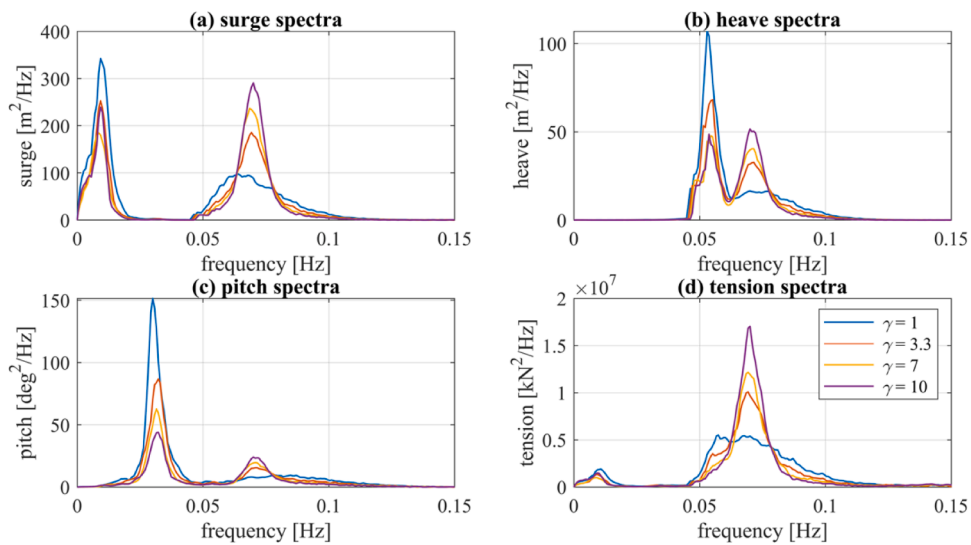 (a) surge spectra
400
300
200
100
0
surge [m²/Hz]
0 0.05 0.1 0.15
frequency [Hz]
(b) heave spectra
100
50
0
heave [m²/Hz]
0 0.05 0.1 0.15
frequency [Hz]
(c) pitch spectra
150
100
50
0
pitch [deg²/Hz]
0 0.05 0.1 0.15
frequency [Hz]
(d) tension spectra
×10⁷
2
1.5
1
0.5
0
tension [kN²/Hz]
0 0.05 0.1 0.15
frequency [Hz]
γ = 1
γ = 3.3
γ = 7
γ = 10